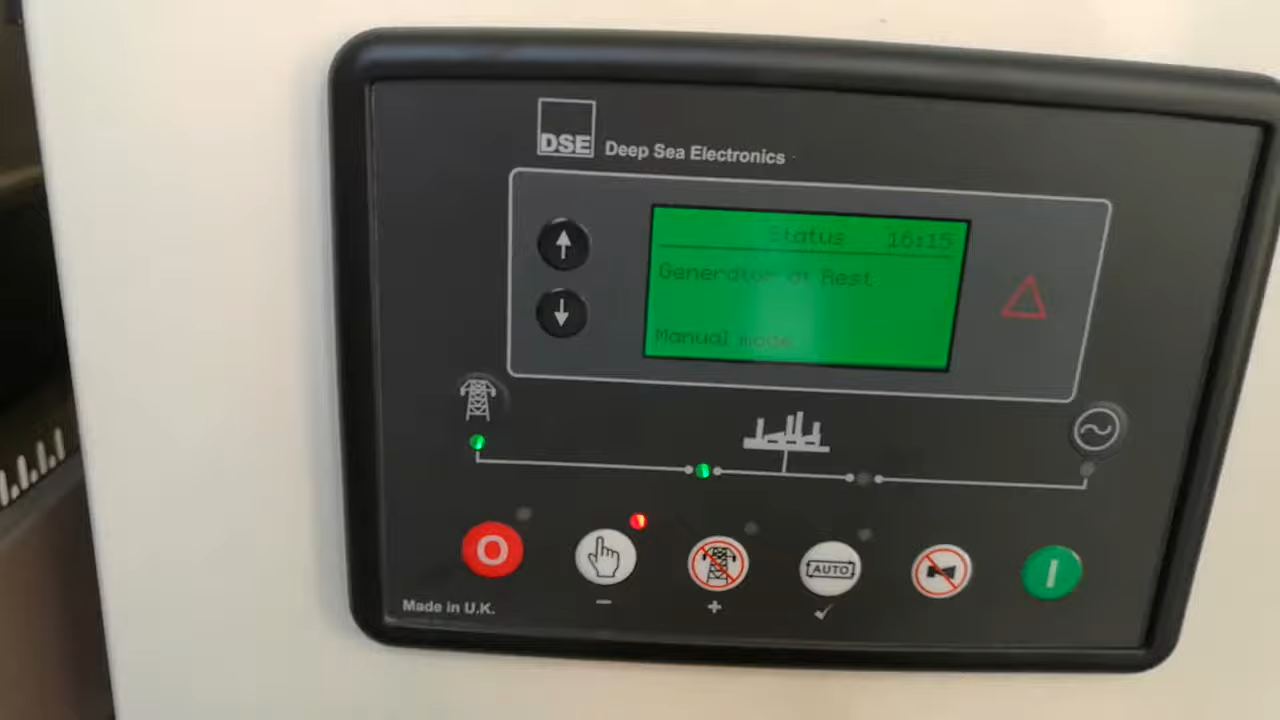 DSE Deep Sea Electronics
Status 16:15
Generator at Rest
Manual mode
O
AUTO
I
− + ✓
Made in U.K.